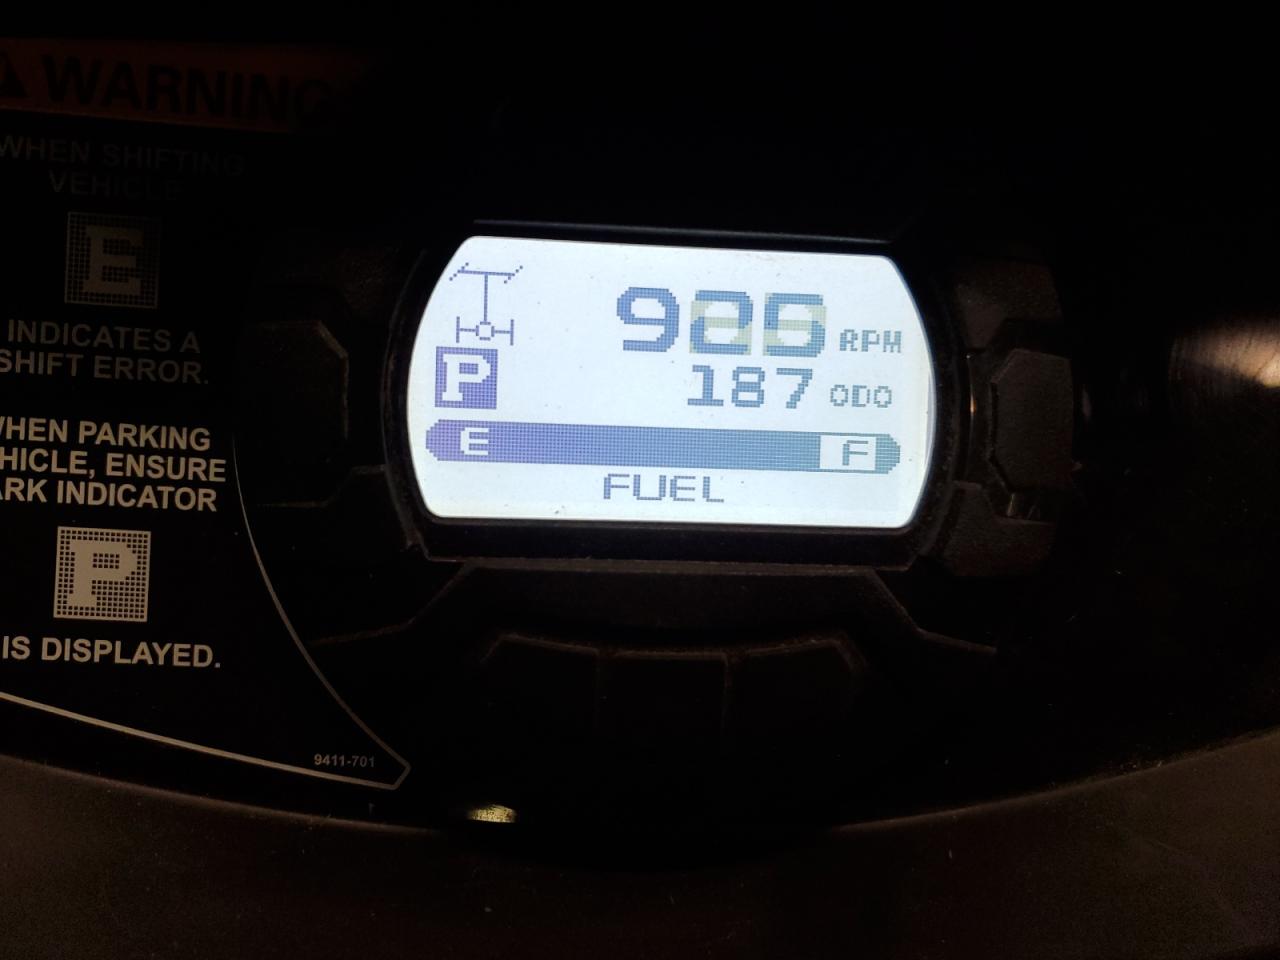 WARNING
WHEN SHIFTING
VEHICLE
E
INDICATES A
SHIFT ERROR.
WHEN PARKING
HICLE, ENSURE
ARK INDICATOR
P
IS DISPLAYED.
9411-701
925 RPM
P
187 ODO
E F
FUEL